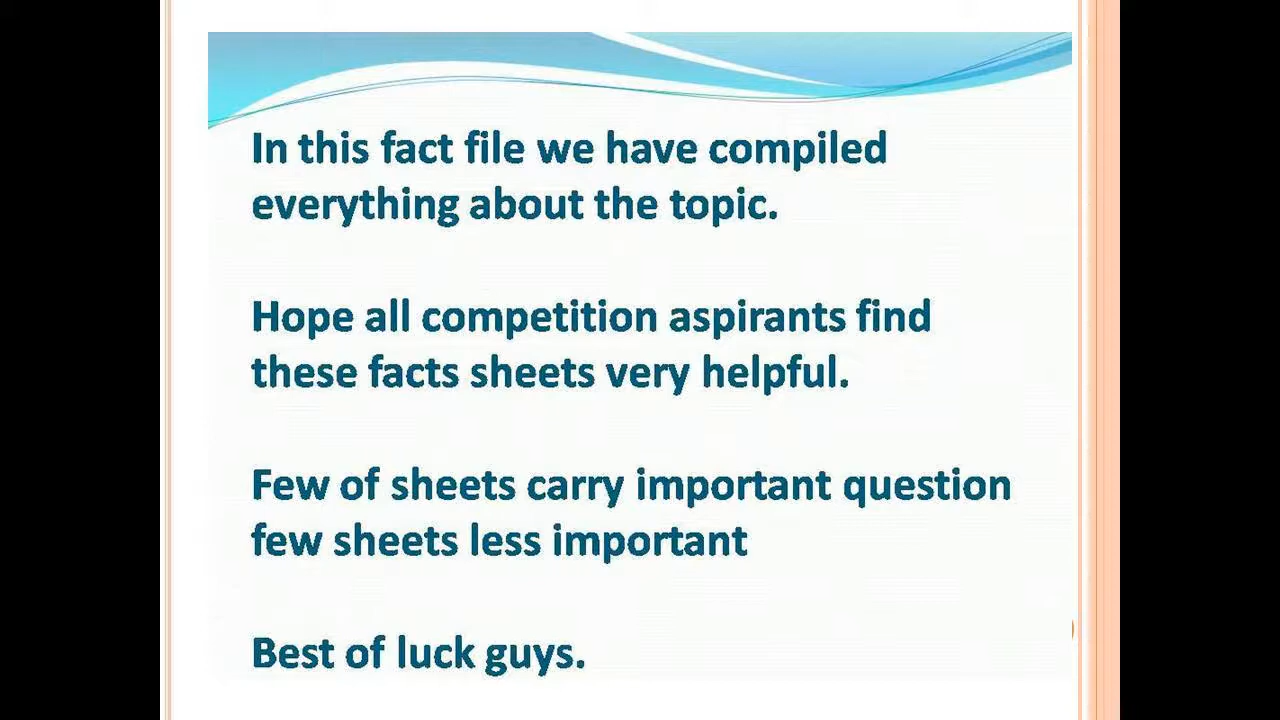 In this fact file we have compiled
everything about the topic.
Hope all competition aspirants find
these facts sheets very helpful.
Few of sheets carry important question
few sheets less important
Best of luck guys.